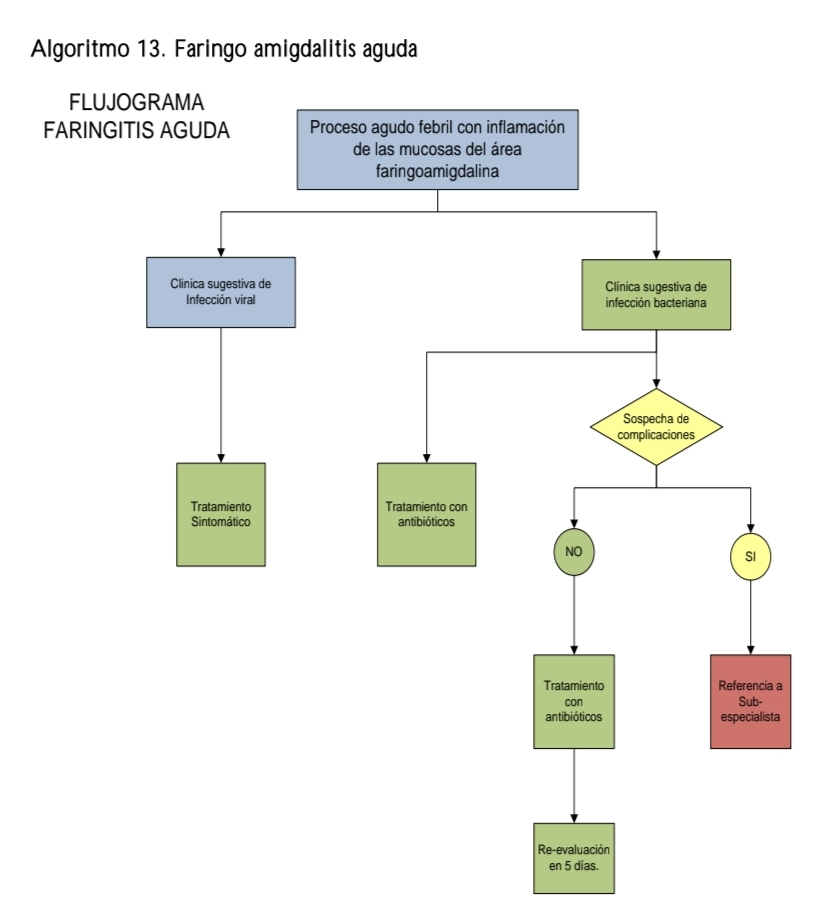 Algoritmo 13. Faringo amigdalitis aguda
FLUJOGRAMA
FARINGITIS AGUDA
Proceso agudo febril con inflamación
de las mucosas del área
faringoamigdalina
Clinica sugestiva de
Infección viral
Clínica sugestiva de
infección bacteriana
Sospecha de
complicaciones
Tratamiento
Sintomático
Tratamiento con
antibióticos
NO
SI
Tratamiento
con
antibióticos
Referencia a
Sub-
especialista
Re-evaluación
en 5 días.